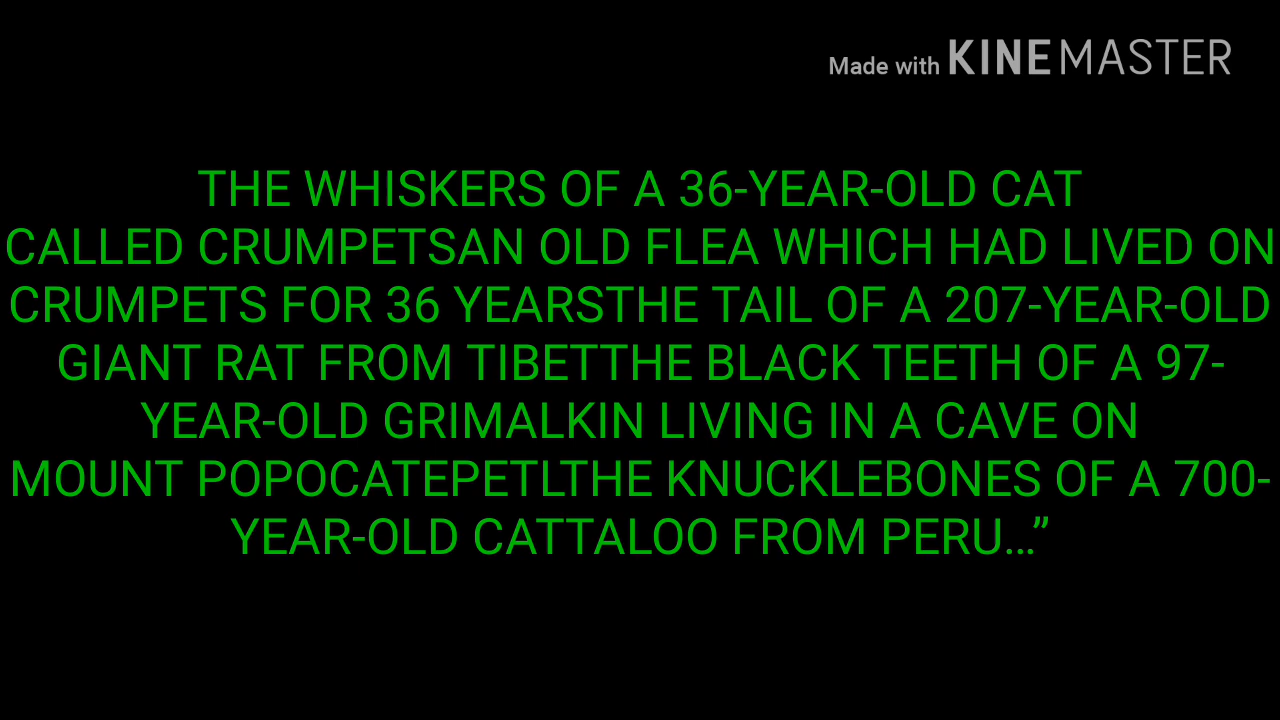 Made with KINEMASTER
THE WHISKERS OF A 36-YEAR-OLD CAT
CALLED CRUMPETSAN OLD FLEA WHICH HAD LIVED ON
CRUMPETS FOR 36 YEARSTHE TAIL OF A 207-YEAR-OLD
GIANT RAT FROM TIBETTHE BLACK TEETH OF A 97-
YEAR-OLD GRIMALKIN LIVING IN A CAVE ON
MOUNT POPOCATEPETLTHE KNUCKLEBONES OF A 700-
YEAR-OLD CATTALOO FROM PERU…”